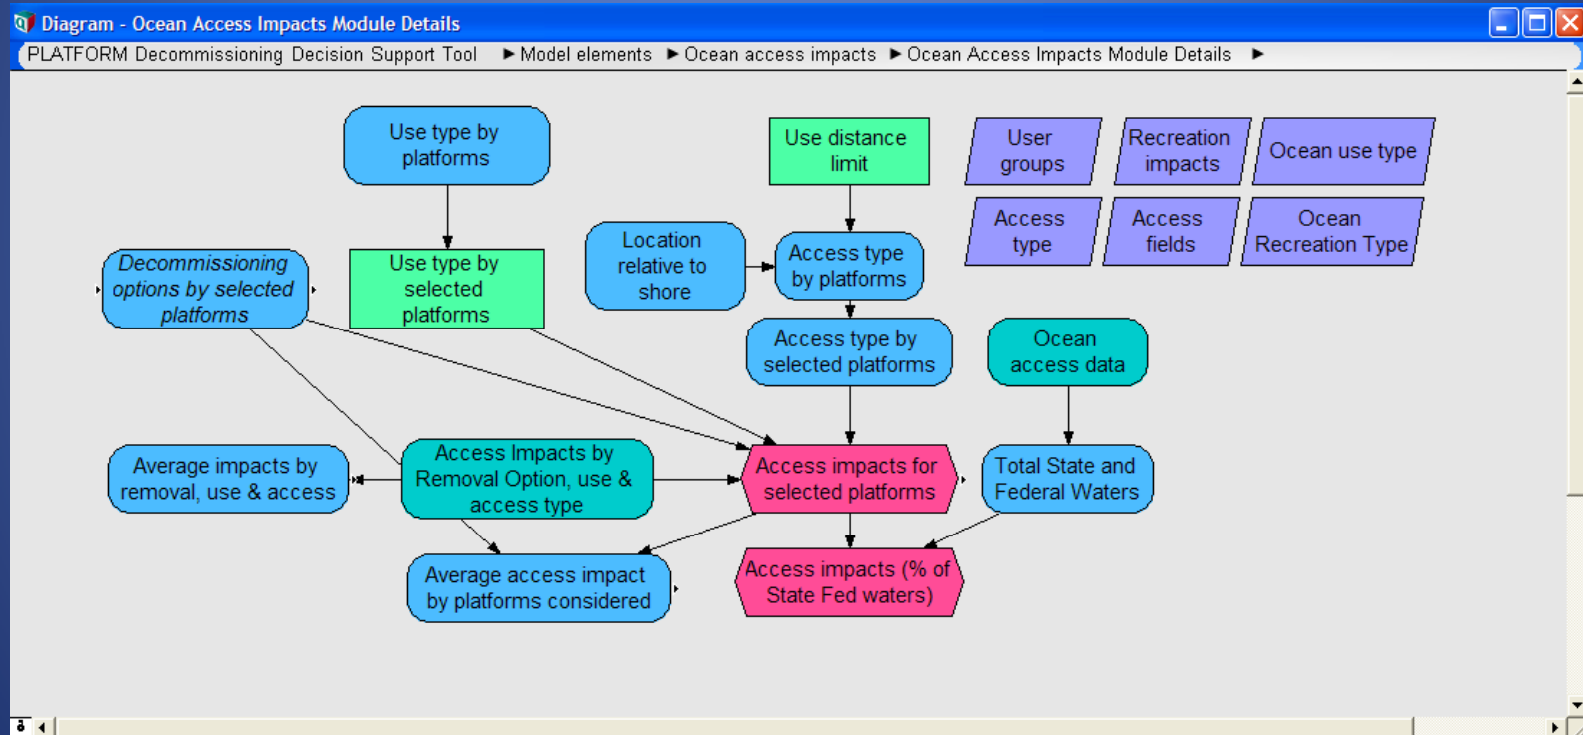 Diagram - Ocean Access Impacts Module Details
PLATFORM Decommissioning Decision Support Tool ▶ Model elements ▶ Ocean access impacts ▶ Ocean Access Impacts Module Details ▶
Use type by
platforms
Use distance
limit
User
groups
Recreation
impacts
Ocean use type
Access
type
Access
fields
Ocean
Recreation Type
Location
relative to
shore
Access type
by platforms
Decommissioning
options by selected
platforms
Use type by
selected
platforms
Access type by
selected platforms
Ocean
access data
Average impacts by
removal, use & access
Access Impacts by
Removal Option, use &
access type
Access impacts for
selected platforms
Total State and
Federal Waters
Average access impact
by platforms considered
Access impacts (% of
State Fed waters)